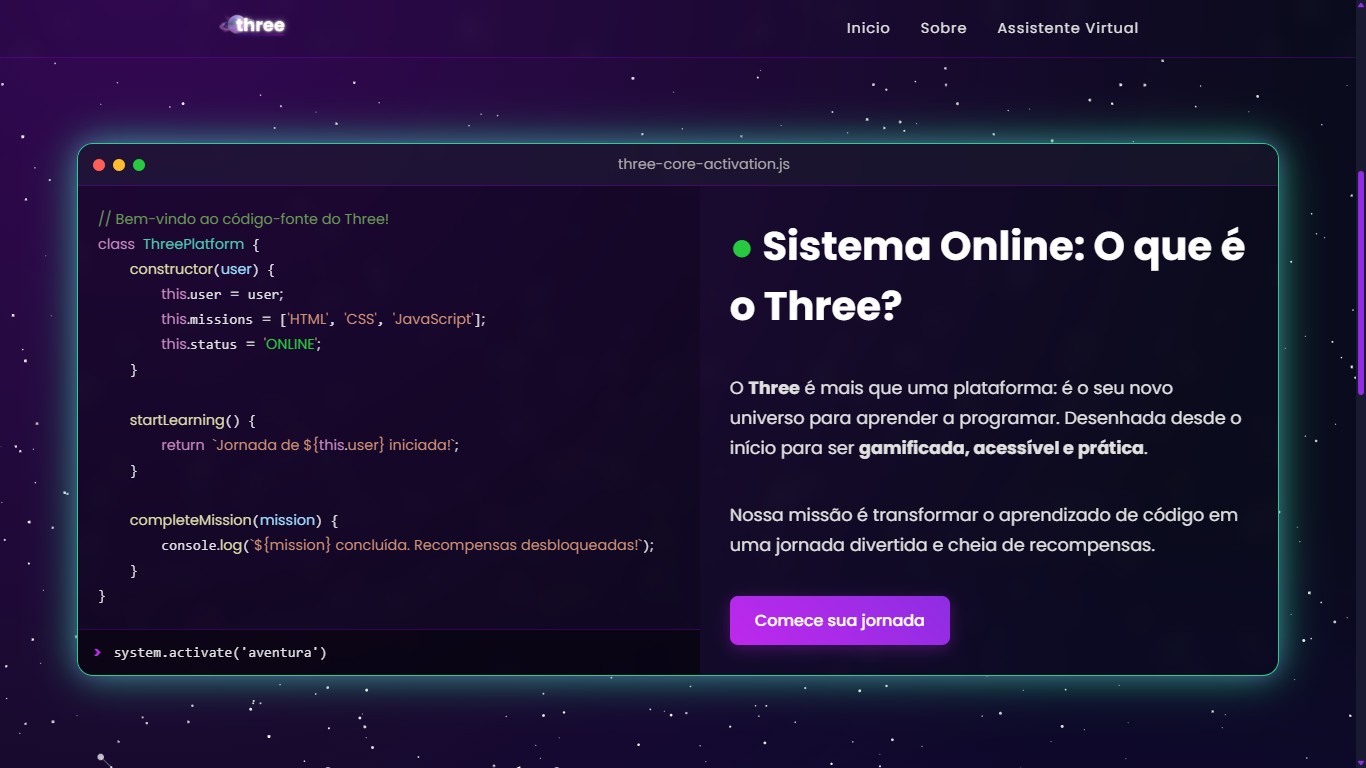 three
Inicio
Sobre
Assistente Virtual
three-core-activation.js
// Bem-vindo ao código-fonte do Three!
class ThreePlatform {
    constructor(user) {
        this.user = user;
        this.missions = ['HTML', 'CSS', 'JavaScript'];
        this.status = 'ONLINE';
    }

    startLearning() {
        return `Jornada de ${this.user} iniciada!`;
    }

    completeMission(mission) {
        console.log(`${mission} concluída. Recompensas desbloqueadas!`);
    }
}
› system.activate('aventura')
Sistema Online: O que é
o Three?
O Three é mais que uma plataforma: é o seu novo
universo para aprender a programar. Desenhada desde o
início para ser gamificada, acessível e prática.
Nossa missão é transformar o aprendizado de código em
uma jornada divertida e cheia de recompensas.
Comece sua jornada